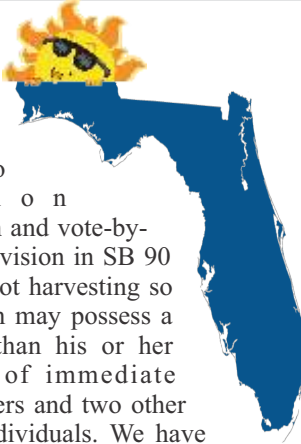 o
o n
and vote-by-
vision in SB 90
ot harvesting so
may possess a
than his or her
of immediate
ers and two other
dividuals. We have